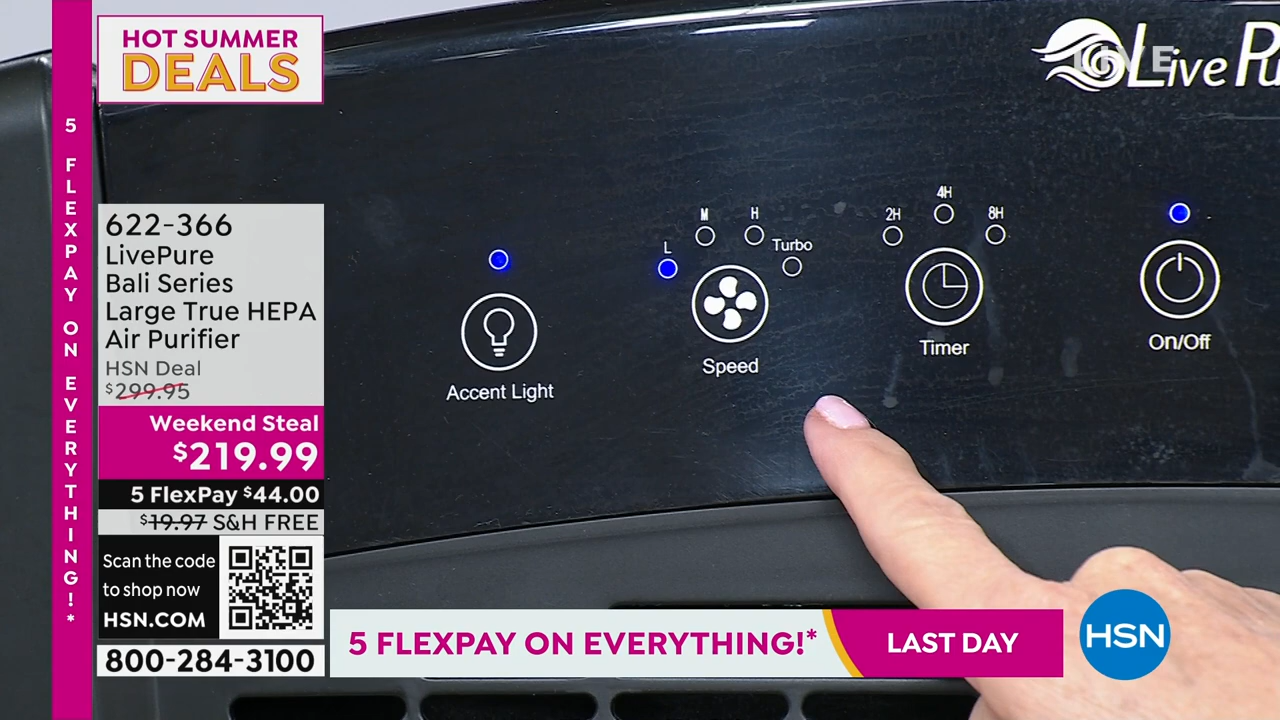 5 FLEXPAY ON EVERYTHING!*
HOT SUMMER
DEALS
622-366
LivePure
Bali Series
Large True HEPA
Air Purifier
HSN Deal
$299.95
Weekend Steal
$219.99
5 FlexPay $44.00
$19.97 S&H FREE
Scan the code
to shop now
HSN.COM
800-284-3100
LIVE
Live Pu
Accent Light
L
M
H
Turbo
Speed
2H
4H
8H
Timer
On/Off
5 FLEXPAY ON EVERYTHING!*
LAST DAY
HSN